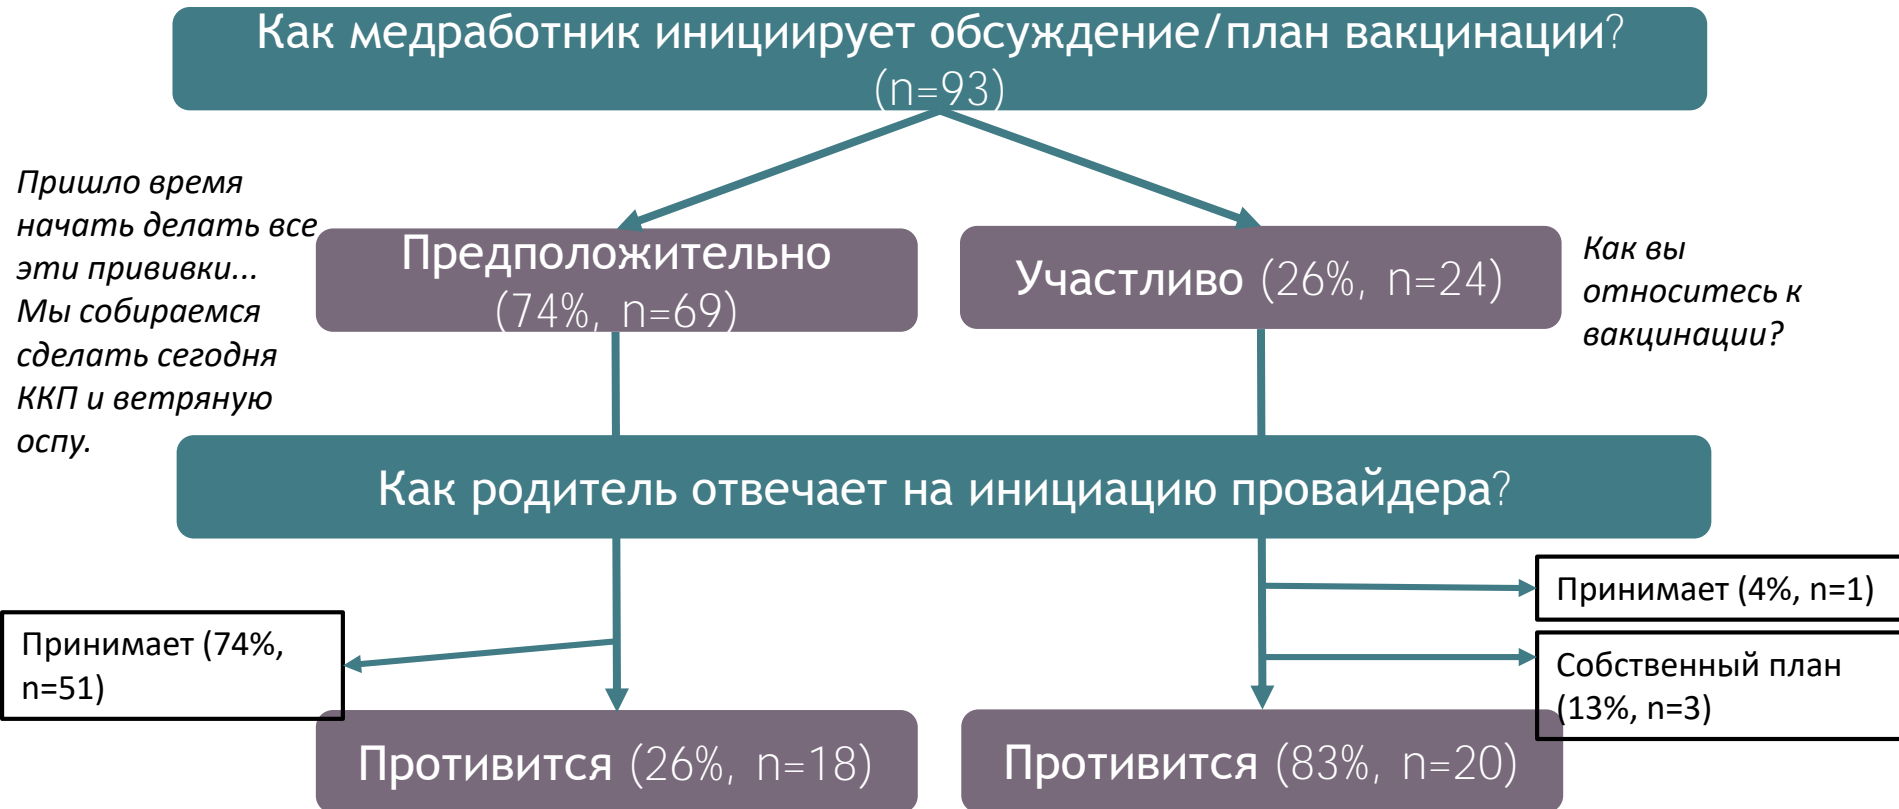 Как медработник инициирует обсуждение/план вакцинации?
(n=93)
Пришло время
начать делать все
эти прививки...
Мы собираемся
сделать сегодня
ККП и ветряную
оспу.
Предположительно
(74%, n=69)
Участливо (26%, n=24)
Как вы
относитесь к
вакцинации?
Как родитель отвечает на инициацию провайдера?
Принимает (74%,
n=51)
Принимает (4%, n=1)
Собственный план
(13%, n=3)
Противится (26%, n=18)
Противится (83%, n=20)